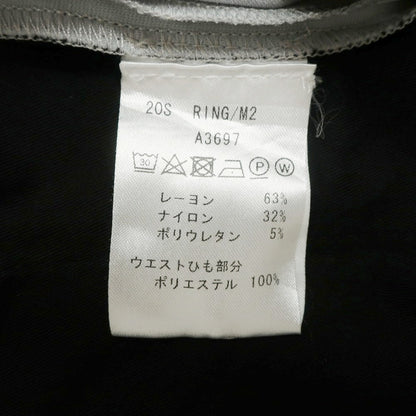 20S RING/M2
A3697
30 P W
レーヨン 63%
ナイロン 32%
ポリウレタン 5%
ウエストひも部分
ポリエステル 100%